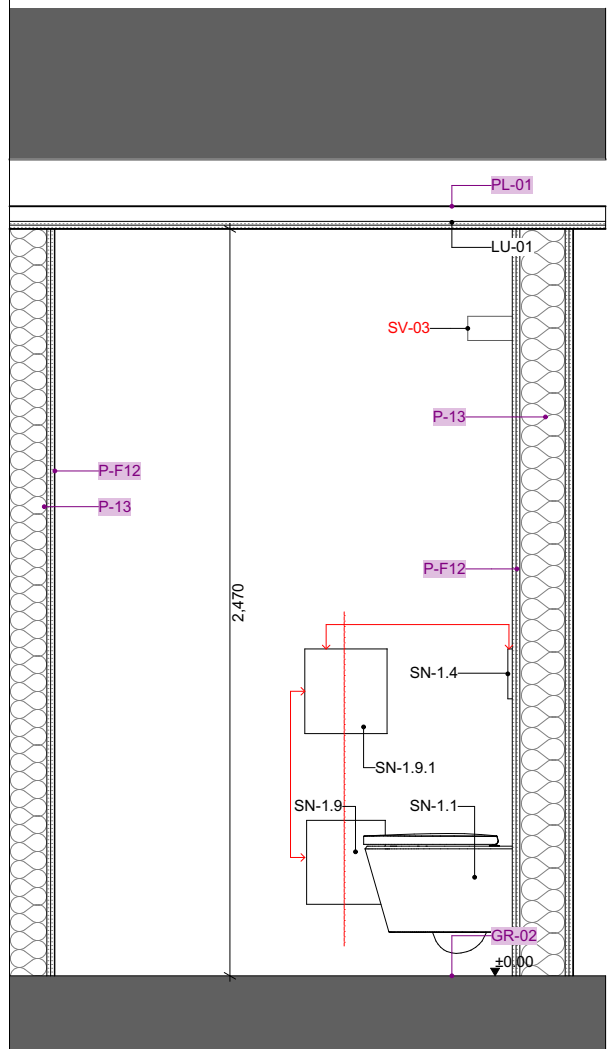 PL-01
LU-01
SV-03
P-13
P-F12
P-13
P-F12
2,470
SN-1.4
SN-1.9.1
SN-1.9
SN-1.1
GR-02
±0.00